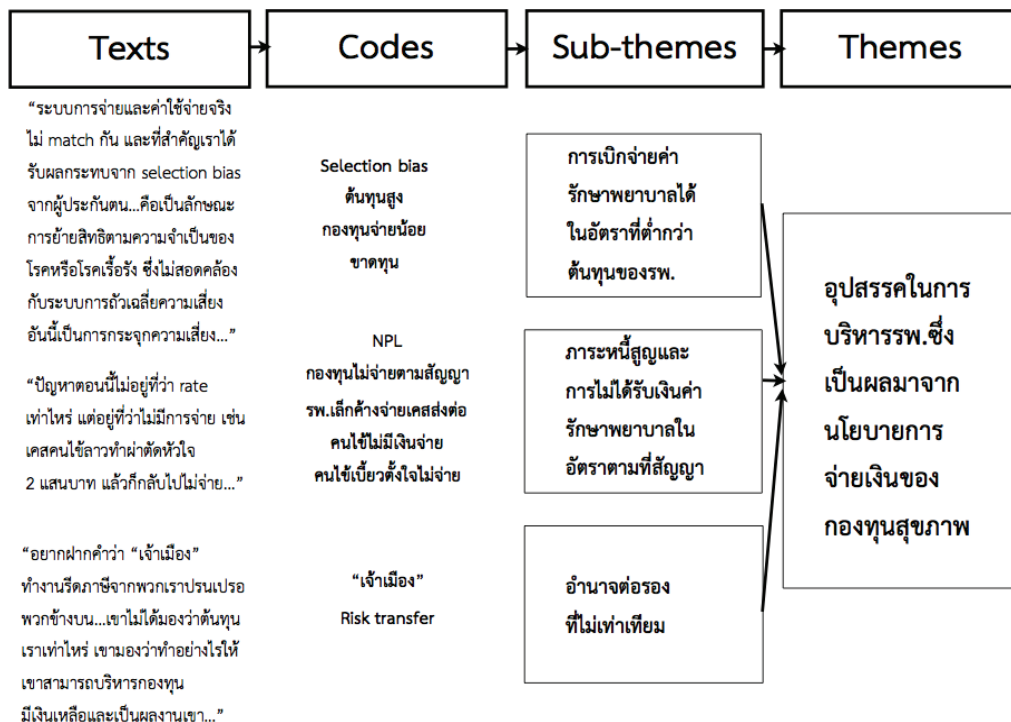 Texts
Codes
Sub-themes
Themes
“ระบบการจ่ายและค่าใช้จ่ายจริง
ไม่ match กัน และที่สำคัญเราได้
รับผลกระทบจาก selection bias
จากผู้ประกันตน...คือเป็นลักษณะ
การย้ายสิทธิตามความจำเป็นของ
โรคหรือโรคเรื้อรัง ซึ่งไม่สอดคล้อง
กับระบบการถัวเฉลี่ยความเสี่ยง
อันนี้เป็นการกระจุกความเสี่ยง...”
“ปัญหาตอนนี้ไม่อยู่ที่ว่า rate
เท่าไหร่ แต่อยู่ที่ว่าไม่มีการจ่าย เช่น
เคสคนไข้ลาวทำผ่าตัดหัวใจ
2 แสนบาท แล้วก็กลับไปไม่จ่าย...”
“อยากฝากคำว่า “เจ้าเมือง”
ทำงานรีดภาษีจากพวกเราปรนเปรอ
พวกข้างบน...เขาไม่ได้มองว่าต้นทุน
เราเท่าไหร่ เขามองว่าทำอย่างไรให้
เขาสามารถบริหารกองทุน
มีเงินเหลือและเป็นผลงานเขา...”
Selection bias
ต้นทุนสูง
กองทุนจ่ายน้อย
ขาดทุน
NPL
กองทุนไม่จ่ายตามสัญญา
รพ.เล็กค้างจ่ายเคสส่งต่อ
คนไข้ไม่มีเงินจ่าย
คนไข้เบี้ยวตั้งใจไม่จ่าย
“เจ้าเมือง”
Risk transfer
การเบิกจ่ายค่า
รักษาพยาบาลได้
ในอัตราที่ต่ำกว่า
ต้นทุนของรพ.
ภาระหนี้สูญและ
การไม่ได้รับเงินค่า
รักษาพยาบาลใน
อัตราตามที่สัญญา
อำนาจต่อรอง
ที่ไม่เท่าเทียม
อุปสรรคในการ
บริหารรพ.ซึ่ง
เป็นผลมาจาก
นโยบายการ
จ่ายเงินของ
กองทุนสุขภาพ